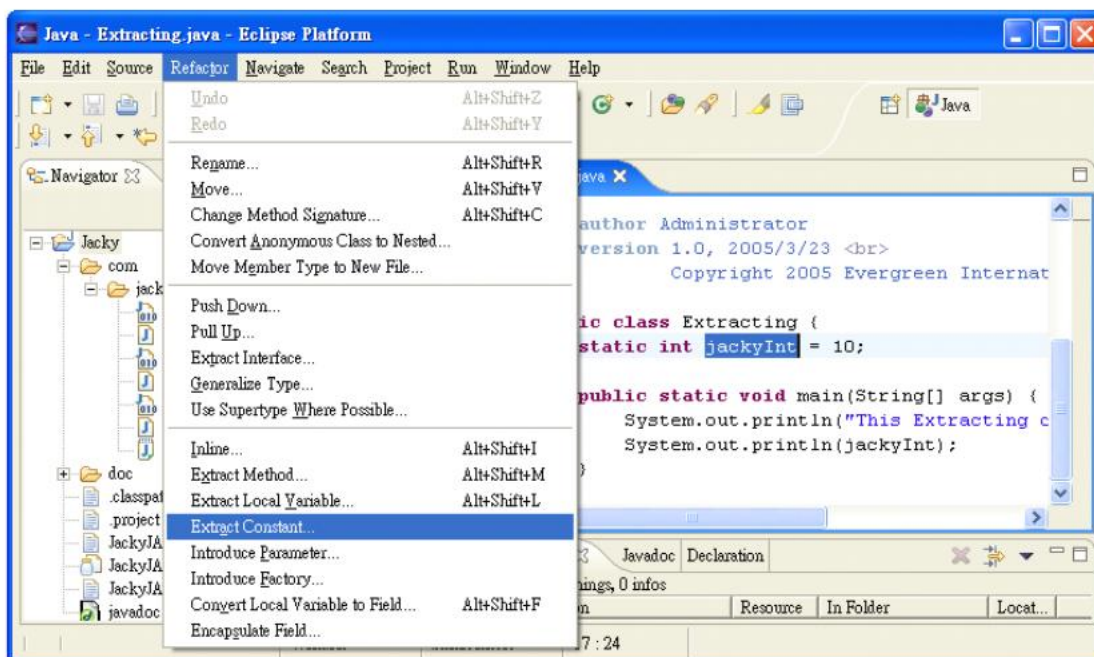 Java - Extracting.java - Eclipse Platform
File Edit Source Refactor Navigate Search Project Run Window Help
Undo Alt+Shift+Z
Redo Alt+Shift+Y
Java
Rename... Alt+Shift+R
Move... Alt+Shift+V
Change Method Signature... Alt+Shift+C
Convert Anonymous Class to Nested...
Move Member Type to New File...
Push Down...
Pull Up...
Extract Interface...
Generalize Type...
Use Supertype Where Possible...
Inline... Alt+Shift+I
Extract Method... Alt+Shift+M
Extract Local Variable... Alt+Shift+L
Extract Constant...
Introduce Parameter...
Introduce Factory...
Convert Local Variable to Field... Alt+Shift+F
Encapsulate Field...
Navigator
Jacky
com
jack
doc
.classpat
.project
JackyJA
JackyJA
JackyJA
javadoc
java
author Administrator
version 1.0, 2005/3/23 <br>
Copyright 2005 Evergreen Internat
ic class Extracting {
static int jackyInt = 10;
public static void main(String[] args) {
System.out.println("This Extracting c
System.out.println(jackyInt);
}
Javadoc Declaration
nings, 0 infos
on Resource In Folder Locat...
7 : 24